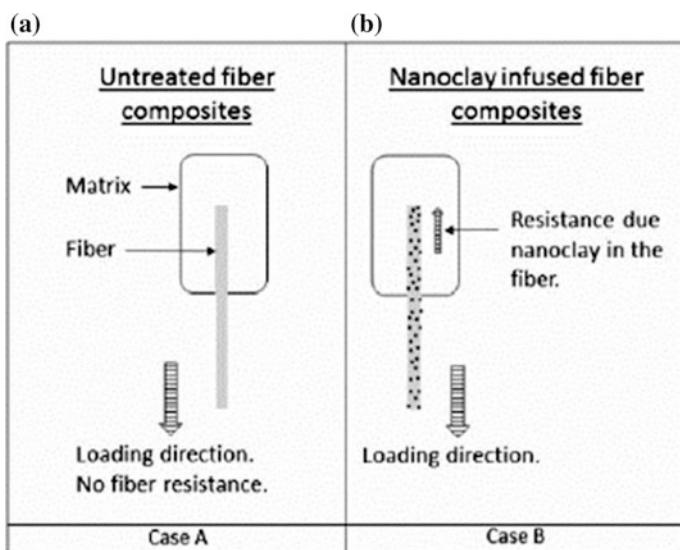 (a)
Untreated fiber
composites
Matrix
Fiber
Loading direction.
No fiber resistance.
Case A
(b)
Nanoclay infused fiber
composites
Resistance due
nanoclay in the
fiber.
Loading direction.
Case B